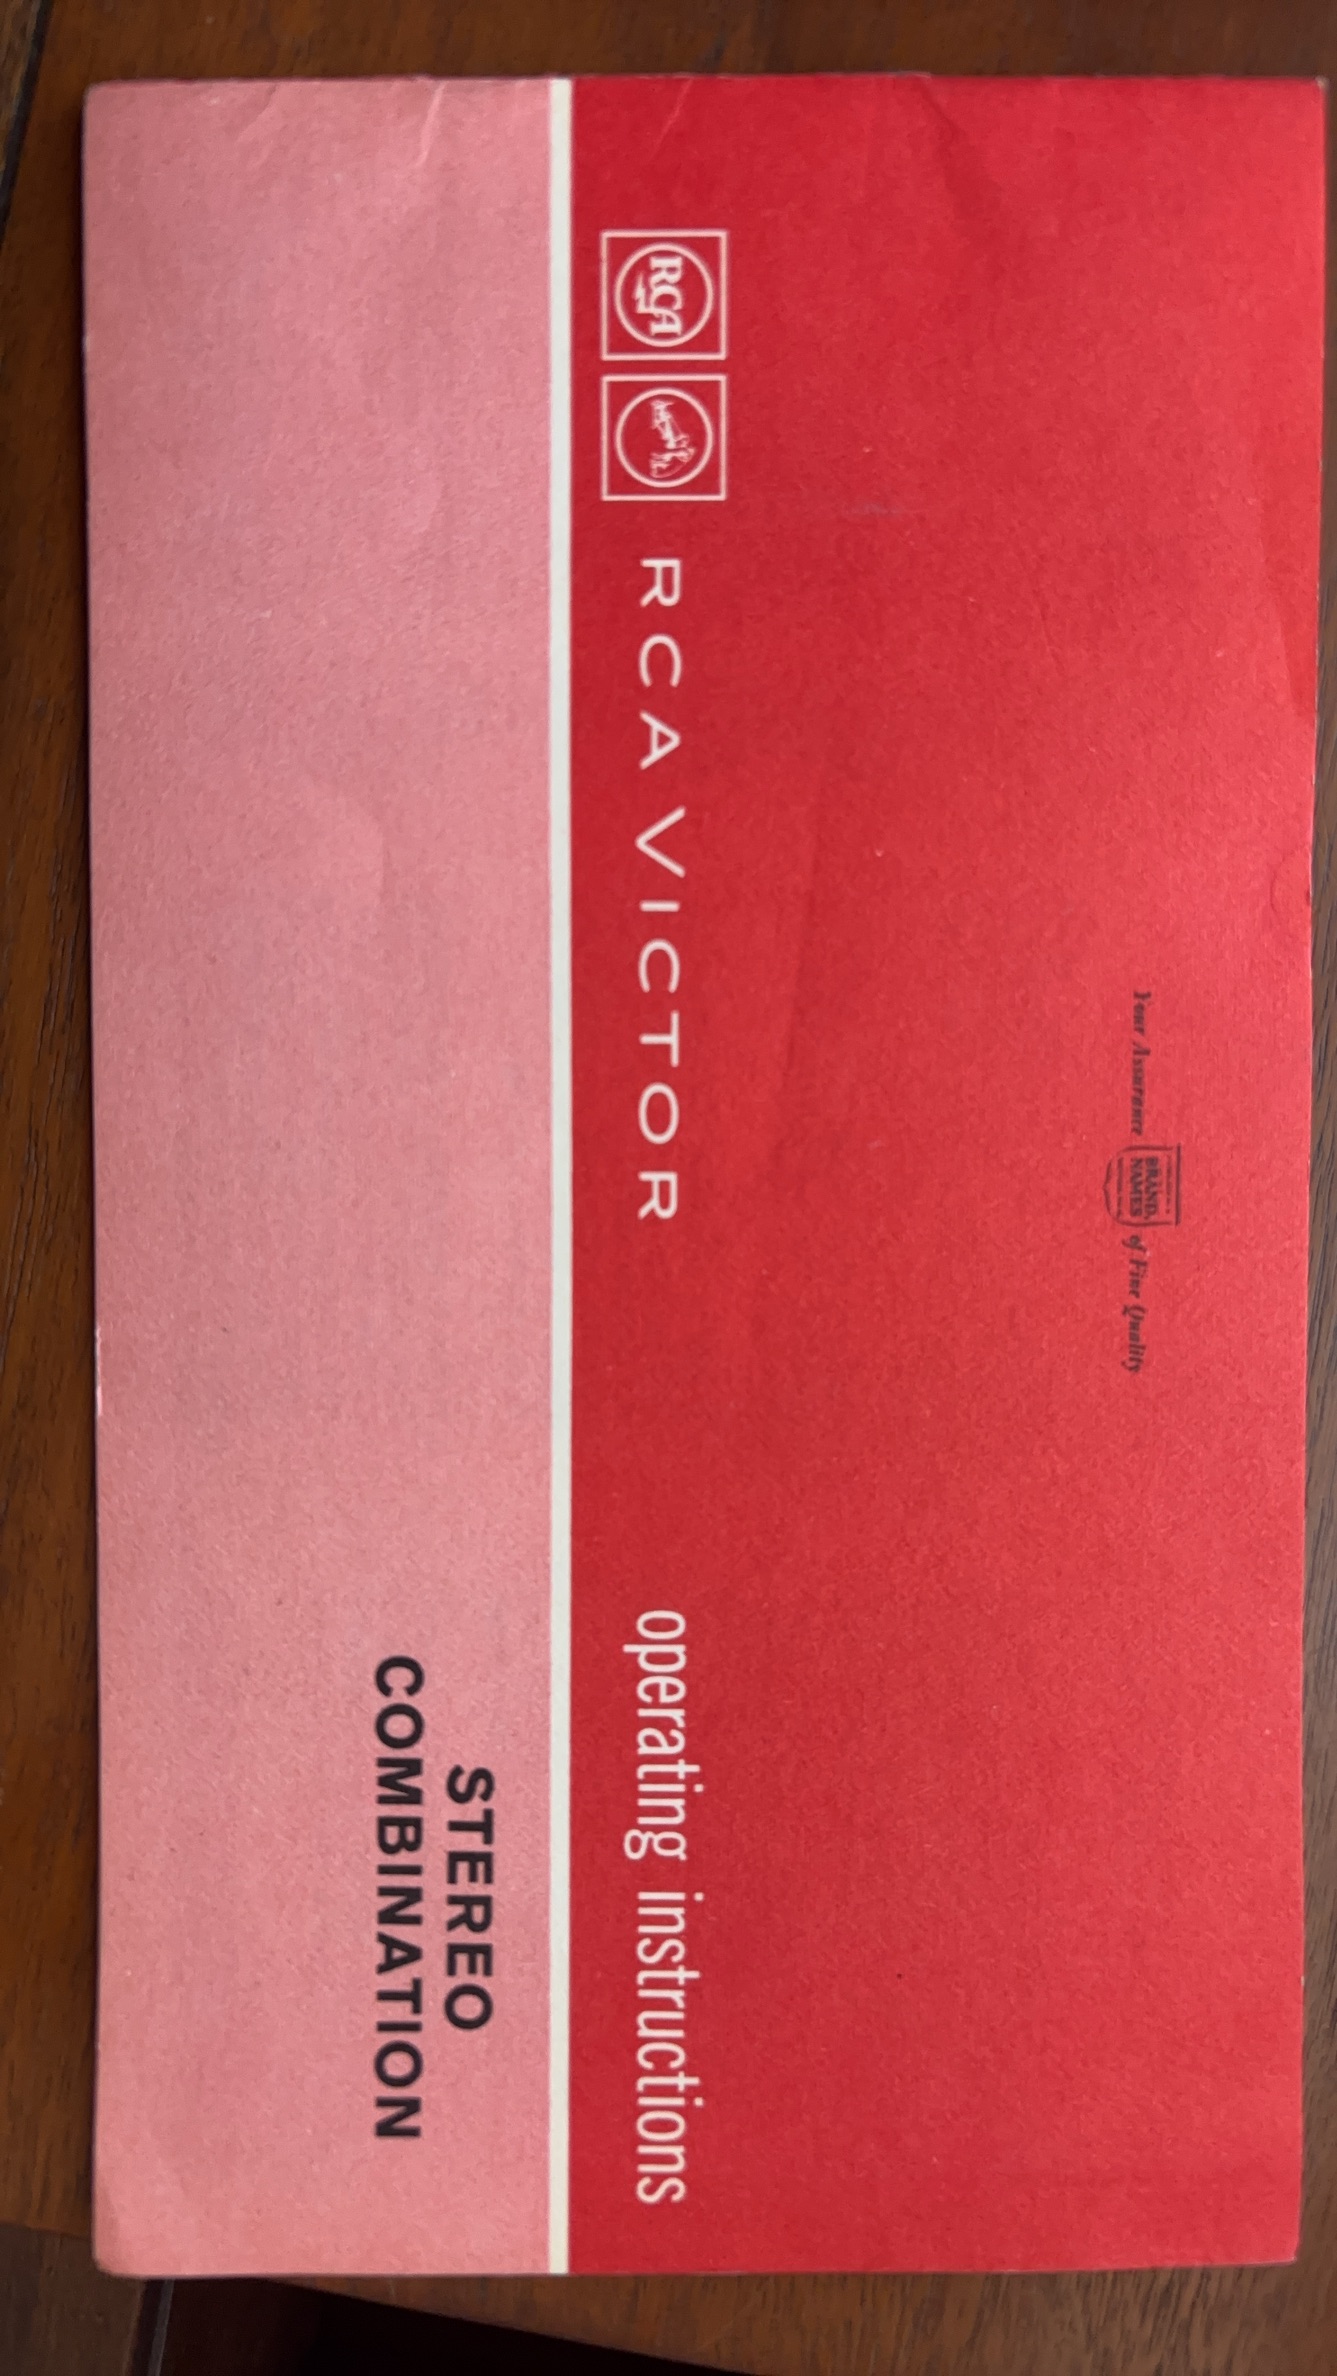 Your Assurance BRAND NAMES of Fine Quality
RCA RCA VICTOR operating instructions
STEREO
COMBINATION